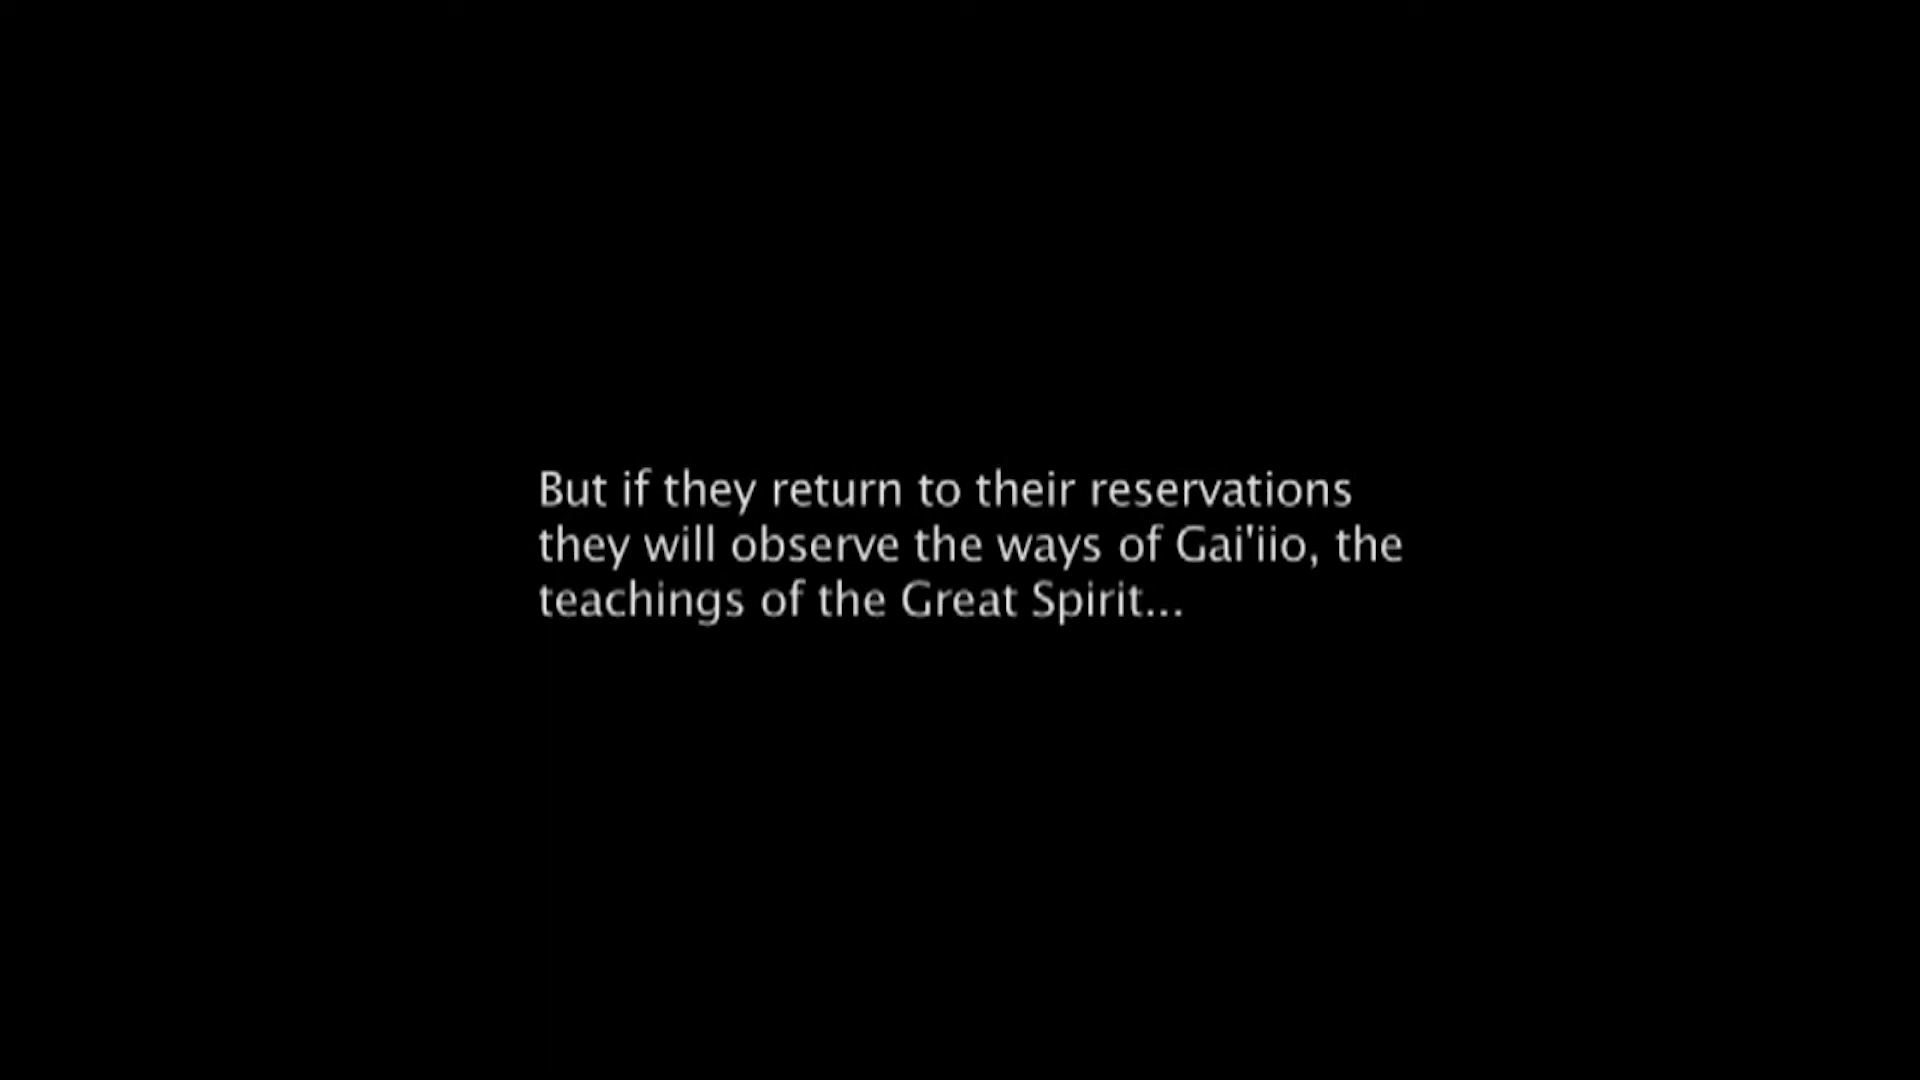 But if they return to their reservations
they will observe the ways of Gai'iio, the
teachings of the Great Spirit...